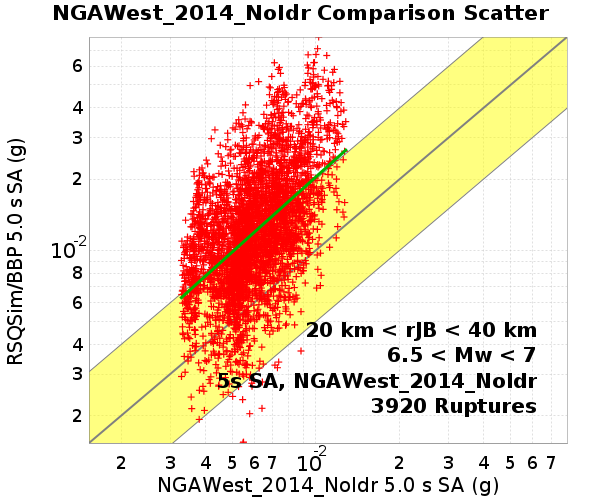 NGAWest_2014_NoIdr Comparison Scatter
RSQSim/BBP 5.0 s SA (g)
6
4
3
2
10-2
8
6
4
3
2
20 km < rJB < 40 km
6.5 < Mw < 7
5s SA, NGAWest_2014_NoIdr
3920 Ruptures
2 3 4 5 6 7 10-2 2 3 4 5 6 7
NGAWest_2014_NoIdr 5.0 s SA (g)